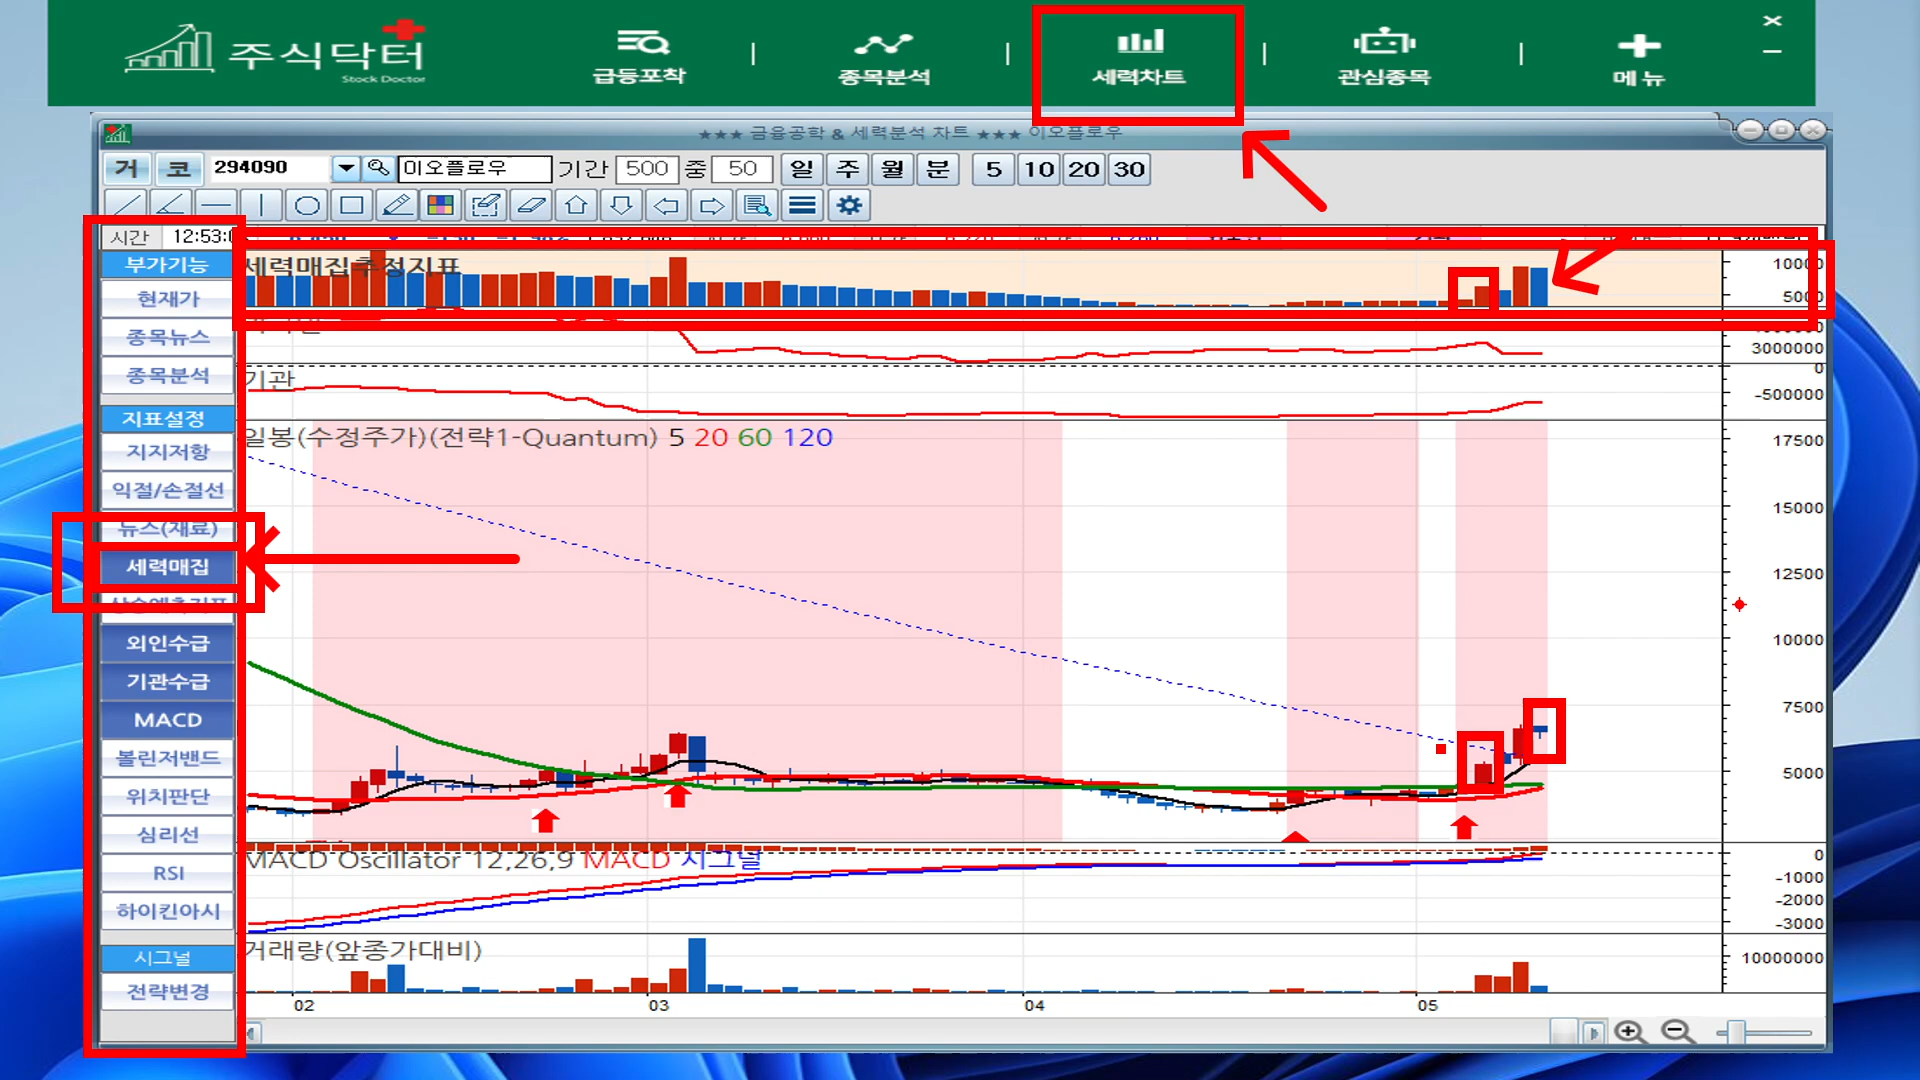 주식닥터
Stock Doctor
급등포착
종목분석
세력차트
관심종목
메뉴
★★★ 금융공학 & 세력분석 차트 ★★★ 이오플로우
거 코 294090 이오플로우 기간 500 중 50 일 주 월 분 5 10 20 30
시간 12:53:0
부가기능
현재가
종목뉴스
종목분석
지표설정
지지저항
익절/손절선
뉴스(재료)
세력매집
상승예측지표
외인수급
기관수급
MACD
볼린저밴드
위치판단
심리선
RSI
하이킨아시
시그널
전략변경
세력매집추정지표
10000
5000
3000000
기관
0
-500000
일봉(수정주가)(전략1-Quantum) 5 20 60 120
17500
15000
12500
10000
7500
5000
MACD Oscillator 12,26,9 MACD 시그널
0
-1000
-2000
-3000
거래량(앞종가대비)
10000000
02 03 04 05